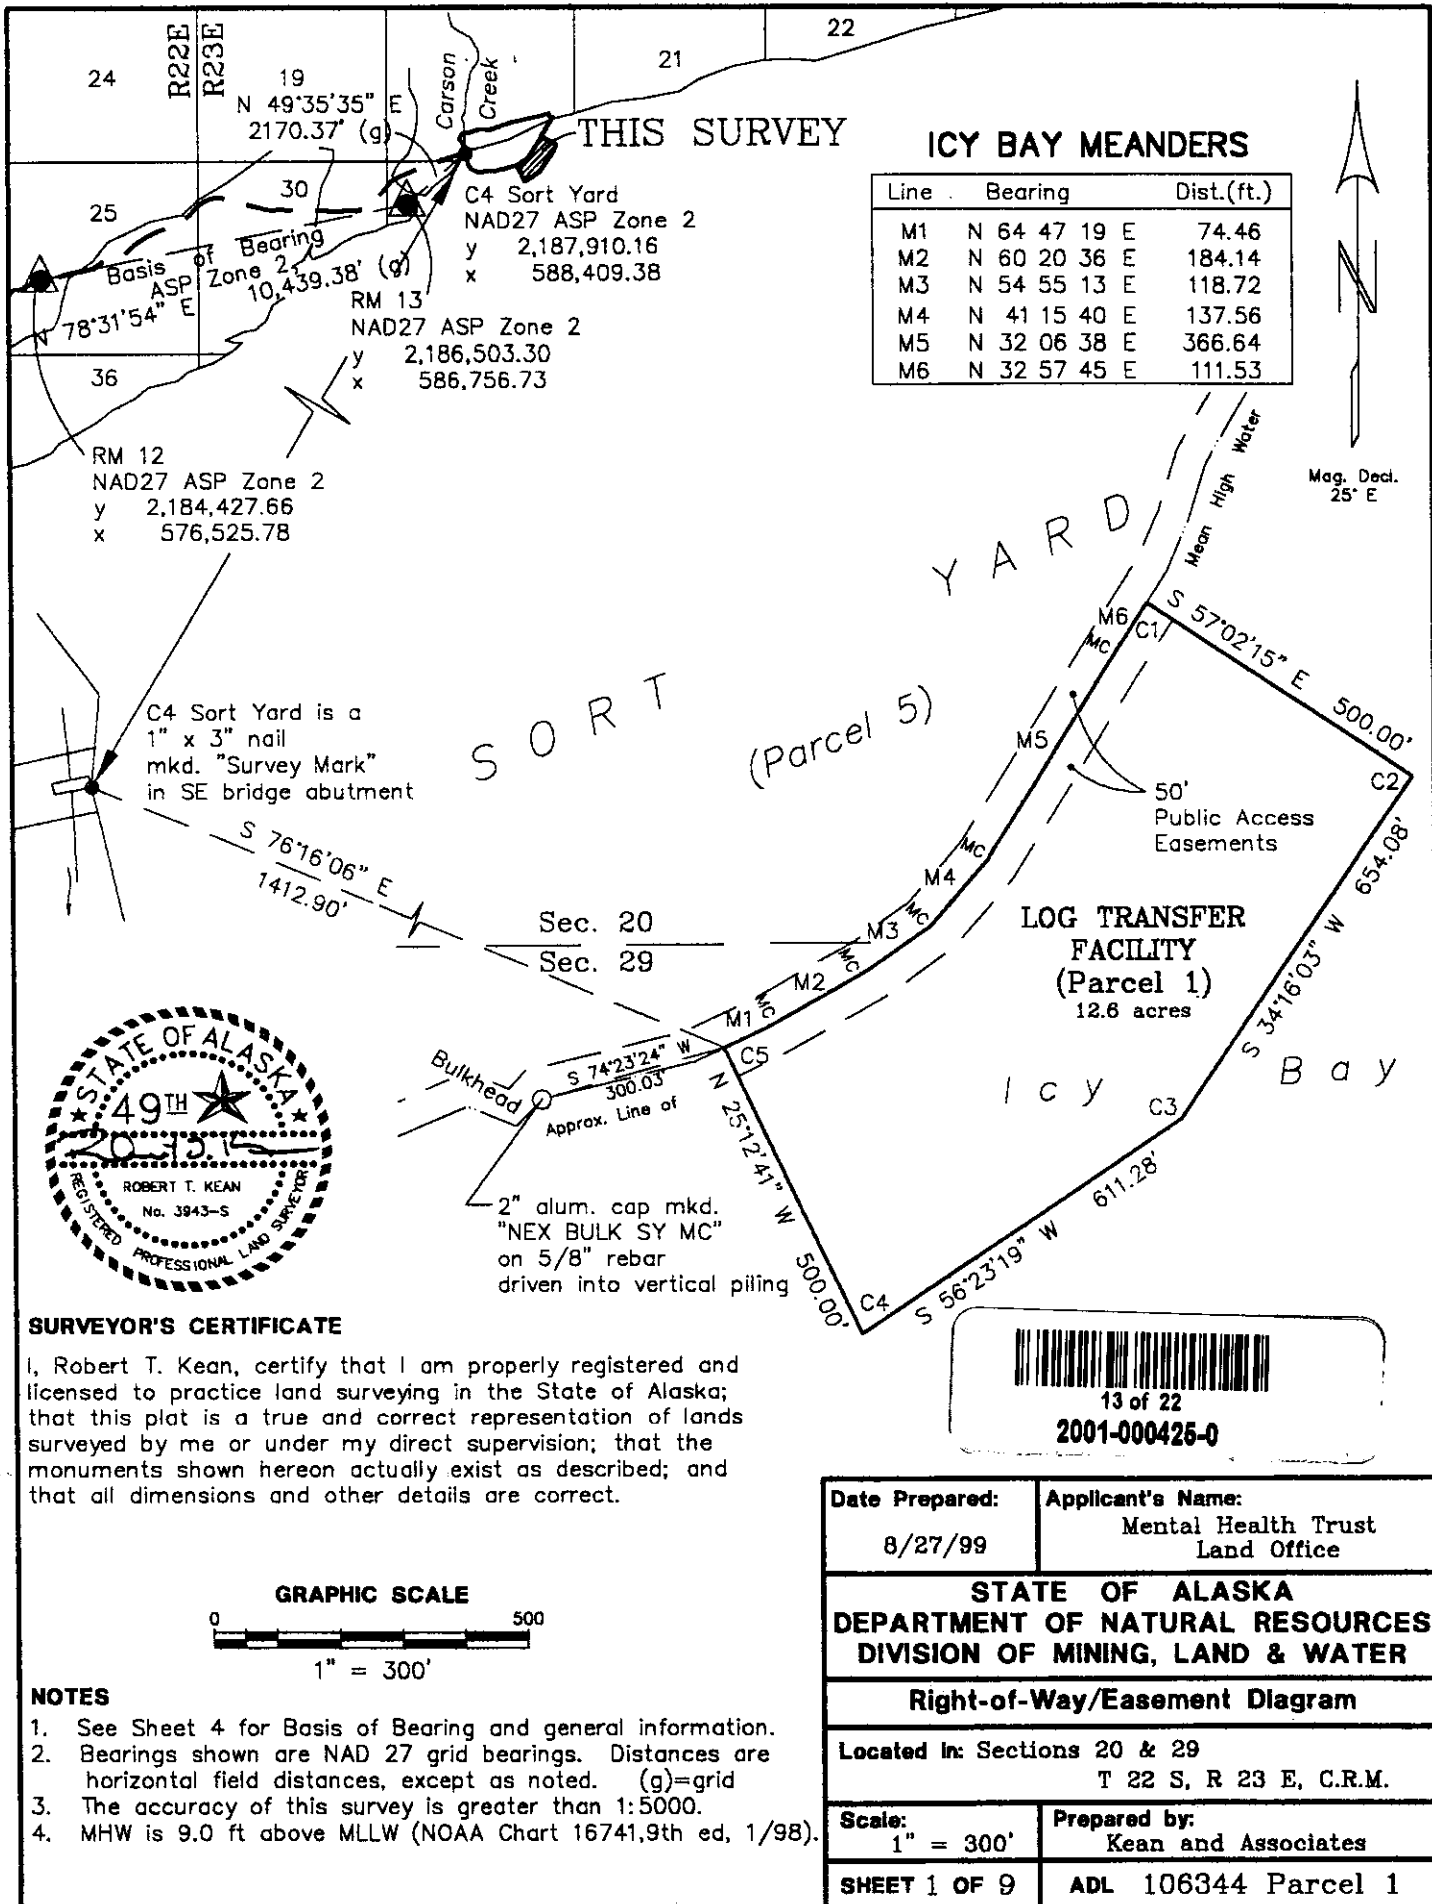 24
R22E
R23E
19
N 49°35'35" E
2170.37' (g)
Carson
Creek
21
22
THIS SURVEY
25
30
36
Basis of Bearing
ASP Zone 2
10,439.38' (g)
N 78°31'54" E
C4 Sort Yard
NAD27 ASP Zone 2
y 2,187,910.16
x 588,409.38
RM 13
NAD27 ASP Zone 2
y 2,186,503.30
x 586,756.73
RM 12
NAD27 ASP Zone 2
y 2,184,427.66
x 576,525.78
ICY BAY MEANDERS
Line Bearing Dist.(ft.)
M1 N 64 47 19 E 74.46
M2 N 60 20 36 E 184.14
M3 N 54 55 13 E 118.72
M4 N 41 15 40 E 137.56
M5 N 32 06 38 E 366.64
M6 N 32 57 45 E 111.53
N
Mag. Decl.
25° E
Mean High Water
SORT YARD
(Parcel 5)
C4 Sort Yard is a
1" x 3" nail
mkd. "Survey Mark"
in SE bridge abutment
S 76°16'06" E
1412.90'
Sec. 20
Sec. 29
M6
MC
C1
S 57°02'15" E
500.00'
C2
M5
50'
Public Access
Easements
MC
M4
MC
M3
MC
M2
MC
M1
C5
LOG TRANSFER
FACILITY
(Parcel 1)
12.6 acres
S 34°16'03" W 654.08'
Icy Bay
C3
S 56°23'19" W 611.28'
C4
N 25°12'41" W 500.00'
Bulkhead
S 74°23'24" W
300.03'
Approx. Line of
2" alum. cap mkd.
"NEX BULK SY MC"
on 5/8" rebar
driven into vertical piling
STATE OF ALASKA
49TH
ROBERT T. KEAN
No. 3943-S
REGISTERED PROFESSIONAL LAND SURVEYOR
SURVEYOR'S CERTIFICATE
I, Robert T. Kean, certify that I am properly registered and
licensed to practice land surveying in the State of Alaska;
that this plat is a true and correct representation of lands
surveyed by me or under my direct supervision; that the
monuments shown hereon actually exist as described; and
that all dimensions and other details are correct.
GRAPHIC SCALE
0 500
1" = 300'
NOTES
1. See Sheet 4 for Basis of Bearing and general information.
2. Bearings shown are NAD 27 grid bearings. Distances are
horizontal field distances, except as noted. (g)=grid
3. The accuracy of this survey is greater than 1:5000.
4. MHW is 9.0 ft above MLLW (NOAA Chart 16741,9th ed, 1/98).
13 of 22
2001-000425-0
Date Prepared:
8/27/99
Applicant's Name:
Mental Health Trust
Land Office
STATE OF ALASKA
DEPARTMENT OF NATURAL RESOURCES
DIVISION OF MINING, LAND & WATER
Right-of-Way/Easement Diagram
Located In: Sections 20 & 29
T 22 S, R 23 E, C.R.M.
Scale:
1" = 300'
Prepared by:
Kean and Associates
SHEET 1 OF 9
ADL 106344 Parcel 1